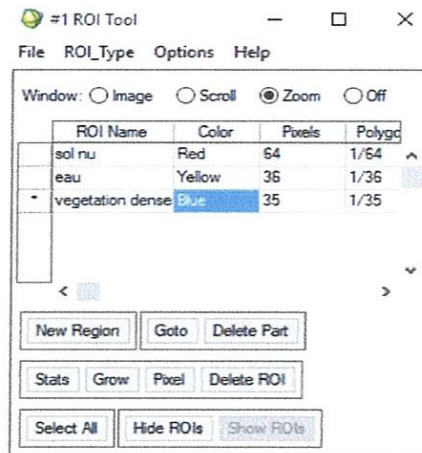 #1 ROI Tool
File ROI_Type Options Help
Window: Image Scroll Zoom Off
ROI Name Color Pixels Polygo
sol nu Red 64 1/64
eau Yellow 36 1/36
* vegetation dense Blue 35 1/35
New Region Goto Delete Part
Stats Grow Pixel Delete ROI
Select All Hide ROIs Show ROIs